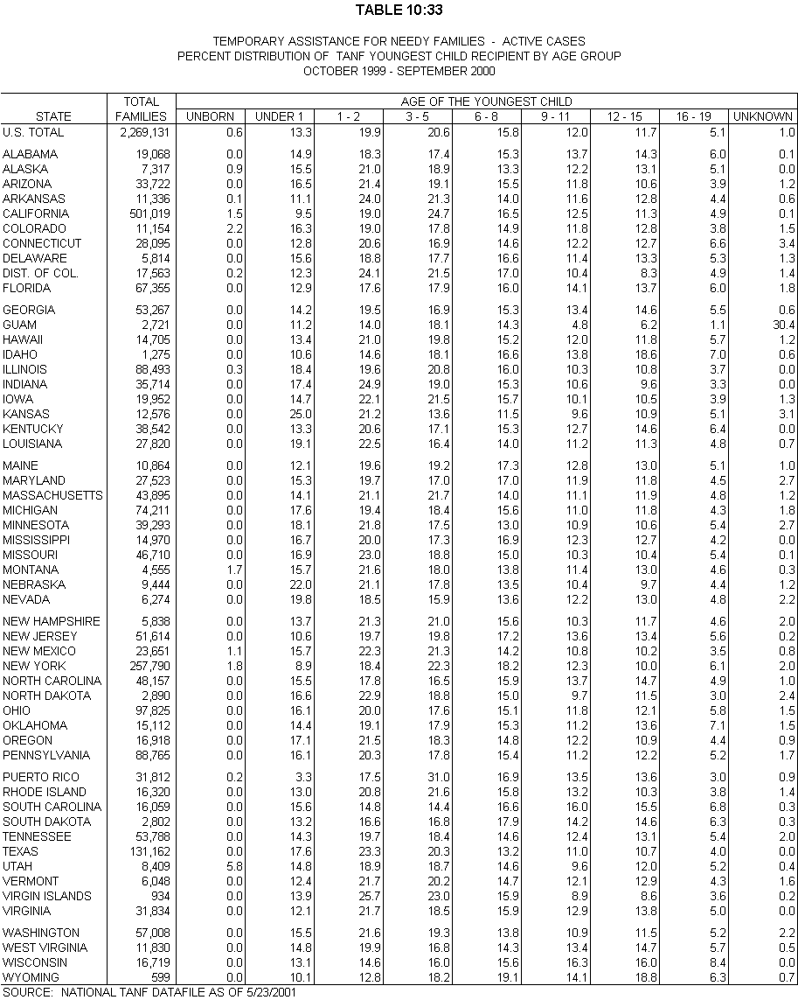 TABLE 10:33
TEMPORARY ASSISTANCE FOR NEEDY FAMILIES - ACTIVE CASES
PERCENT DISTRIBUTION OF TANF YOUNGEST CHILD RECIPIENT BY AGE GROUP
OCTOBER 1999 - SEPTEMBER 2000
TOTAL AGE OF THE YOUNGEST CHILD
STATE FAMILIES UNBORN UNDER 1 1 - 2 3 - 5 6 - 8 9 - 11 12 - 15 16 - 19 UNKNOWN
U.S. TOTAL 2,269,131 0.6 13.3 19.9 20.6 15.8 12.0 11.7 5.1 1.0
ALABAMA 19,068 0.0 14.9 18.3 17.4 15.3 13.7 14.3 6.0 0.1
ALASKA 7,317 0.9 15.5 21.0 18.9 13.3 12.2 13.1 5.1 0.0
ARIZONA 33,722 0.0 16.5 21.4 19.1 15.5 11.8 10.6 3.9 1.2
ARKANSAS 11,336 0.1 11.1 24.0 21.3 14.0 11.6 12.8 4.4 0.6
CALIFORNIA 501,019 1.5 9.5 19.0 24.7 16.5 12.5 11.3 4.9 0.1
COLORADO 11,154 2.2 16.3 19.0 17.8 14.9 11.8 12.8 3.8 1.5
CONNECTICUT 28,095 0.0 12.8 20.6 16.9 14.6 12.2 12.7 6.6 3.4
DELAWARE 5,814 0.0 15.6 18.8 17.7 16.6 11.4 13.3 5.3 1.3
DIST. OF COL. 17,563 0.2 12.3 24.1 21.5 17.0 10.4 8.3 4.9 1.4
FLORIDA 67,355 0.0 12.9 17.6 17.9 16.0 14.1 13.7 6.0 1.8
GEORGIA 53,267 0.0 14.2 19.5 16.9 15.3 13.4 14.6 5.5 0.6
GUAM 2,721 0.0 11.2 14.0 18.1 14.3 4.8 6.2 1.1 30.4
HAWAII 14,705 0.0 13.4 21.0 19.8 15.2 12.0 11.8 5.7 1.2
IDAHO 1,275 0.0 10.6 14.6 18.1 16.6 13.8 18.6 7.0 0.6
ILLINOIS 88,493 0.3 18.4 19.6 20.8 16.0 10.3 10.8 3.7 0.0
INDIANA 35,714 0.0 17.4 24.9 19.0 15.3 10.6 9.6 3.3 0.0
IOWA 19,952 0.0 14.7 22.1 21.5 15.7 10.1 10.5 3.9 1.3
KANSAS 12,576 0.0 25.0 21.2 13.6 11.5 9.6 10.9 5.1 3.1
KENTUCKY 38,542 0.0 13.3 20.6 17.1 15.3 12.7 14.6 6.4 0.0
LOUISIANA 27,820 0.0 19.1 22.5 16.4 14.0 11.2 11.3 4.8 0.7
MAINE 10,864 0.0 12.1 19.6 19.2 17.3 12.8 13.0 5.1 1.0
MARYLAND 27,523 0.0 15.3 19.7 17.0 17.0 11.9 11.8 4.5 2.7
MASSACHUSETTS 43,895 0.0 14.1 21.1 21.7 14.0 11.1 11.9 4.8 1.2
MICHIGAN 74,211 0.0 17.6 19.4 18.4 15.6 11.0 11.8 4.3 1.8
MINNESOTA 39,293 0.0 18.1 21.8 17.5 13.0 10.9 10.6 5.4 2.7
MISSISSIPPI 14,970 0.0 16.7 20.0 17.3 16.9 12.3 12.7 4.2 0.0
MISSOURI 46,710 0.0 16.9 23.0 18.8 15.0 10.3 10.4 5.4 0.1
MONTANA 4,555 1.7 15.7 21.6 18.0 13.8 11.4 13.0 4.6 0.3
NEBRASKA 9,444 0.0 22.0 21.1 17.8 13.5 10.4 9.7 4.4 1.2
NEVADA 6,274 0.0 19.8 18.5 15.9 13.6 12.2 13.0 4.8 2.2
NEW HAMPSHIRE 5,838 0.0 13.7 21.3 21.0 15.6 10.3 11.7 4.6 2.0
NEW JERSEY 51,614 0.0 10.6 19.7 19.8 17.2 13.6 13.4 5.6 0.2
NEW MEXICO 23,651 1.1 15.7 22.3 21.3 14.2 10.8 10.2 3.5 0.8
NEW YORK 257,790 1.8 8.9 18.4 22.3 18.2 12.3 10.0 6.1 2.0
NORTH CAROLINA 48,157 0.0 15.5 17.8 16.5 15.9 13.7 14.7 4.9 1.0
NORTH DAKOTA 2,890 0.0 16.6 22.9 18.8 15.0 9.7 11.5 3.0 2.4
OHIO 97,825 0.0 16.1 20.0 17.6 15.1 11.8 12.1 5.8 1.5
OKLAHOMA 15,112 0.0 14.4 19.1 17.9 15.3 11.2 13.6 7.1 1.5
OREGON 16,918 0.0 17.1 21.5 18.3 14.8 12.2 10.9 4.4 0.9
PENNSYLVANIA 88,765 0.0 16.1 20.3 17.8 15.4 11.2 12.2 5.2 1.7
PUERTO RICO 31,812 0.2 3.3 17.5 31.0 16.9 13.5 13.6 3.0 0.9
RHODE ISLAND 16,320 0.0 13.0 20.8 21.6 15.8 13.2 10.3 3.8 1.4
SOUTH CAROLINA 16,059 0.0 15.6 14.8 14.4 16.6 16.0 15.5 6.8 0.3
SOUTH DAKOTA 2,802 0.0 13.2 16.6 16.8 17.9 14.2 14.6 6.3 0.3
TENNESSEE 53,788 0.0 14.3 19.7 18.4 14.6 12.4 13.1 5.4 2.0
TEXAS 131,162 0.0 17.6 23.3 20.3 13.2 11.0 10.7 4.0 0.0
UTAH 8,409 5.8 14.8 18.9 18.7 14.6 9.6 12.0 5.2 0.4
VERMONT 6,048 0.0 12.4 21.7 20.2 14.7 12.1 12.9 4.3 1.6
VIRGIN ISLANDS 934 0.0 13.9 25.7 23.0 15.9 8.9 8.6 3.6 0.2
VIRGINIA 31,834 0.0 12.1 21.7 18.5 15.9 12.9 13.8 5.0 0.0
WASHINGTON 57,008 0.0 15.5 21.6 19.3 13.8 10.9 11.5 5.2 2.2
WEST VIRGINIA 11,830 0.0 14.8 19.9 16.8 14.3 13.4 14.7 5.7 0.5
WISCONSIN 16,719 0.0 13.1 14.6 16.0 15.6 16.3 16.0 8.4 0.0
WYOMING 599 0.0 10.1 12.8 18.2 19.1 14.1 18.8 6.3 0.7
SOURCE: NATIONAL TANF DATAFILE AS OF 5/23/2001